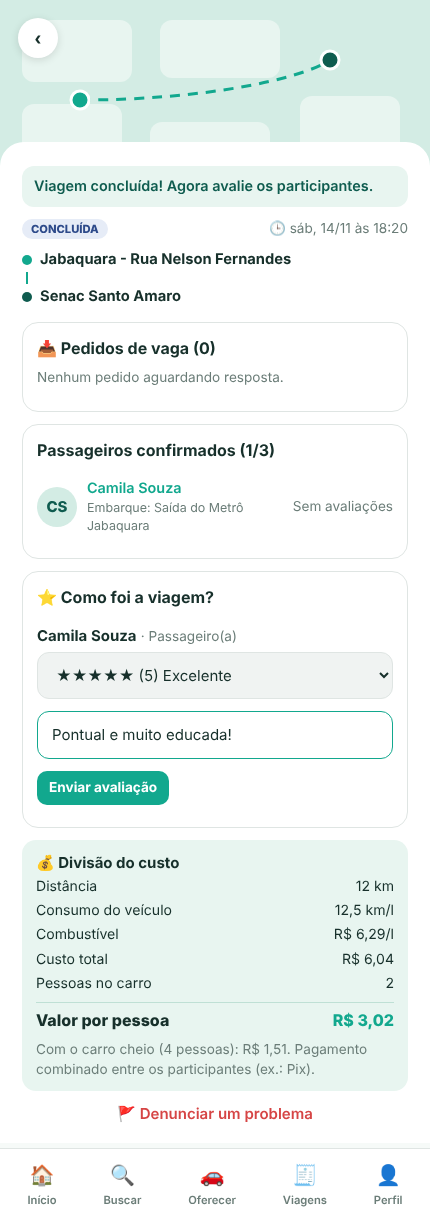 ‹
Viagem concluída! Agora avalie os participantes.
CONCLUÍDA
🕒 sáb, 14/11 às 18:20
Jabaquara - Rua Nelson Fernandes
Senac Santo Amaro
📥 Pedidos de vaga (0)
Nenhum pedido aguardando resposta.
Passageiros confirmados (1/3)
CS
Camila Souza
Embarque: Saída do Metrô
Jabaquara
Sem avaliações
⭐ Como foi a viagem?
Camila Souza · Passageiro(a)
★★★★★ (5) Excelente
Pontual e muito educada!
Enviar avaliação
💰 Divisão do custo
Distância 12 km
Consumo do veículo 12,5 km/l
Combustível R$ 6,29/l
Custo total R$ 6,04
Pessoas no carro 2
Valor por pessoa R$ 3,02
Com o carro cheio (4 pessoas): R$ 1,51. Pagamento
combinado entre os participantes (ex.: Pix).
🚩 Denunciar um problema
Início Buscar Oferecer Viagens Perfil